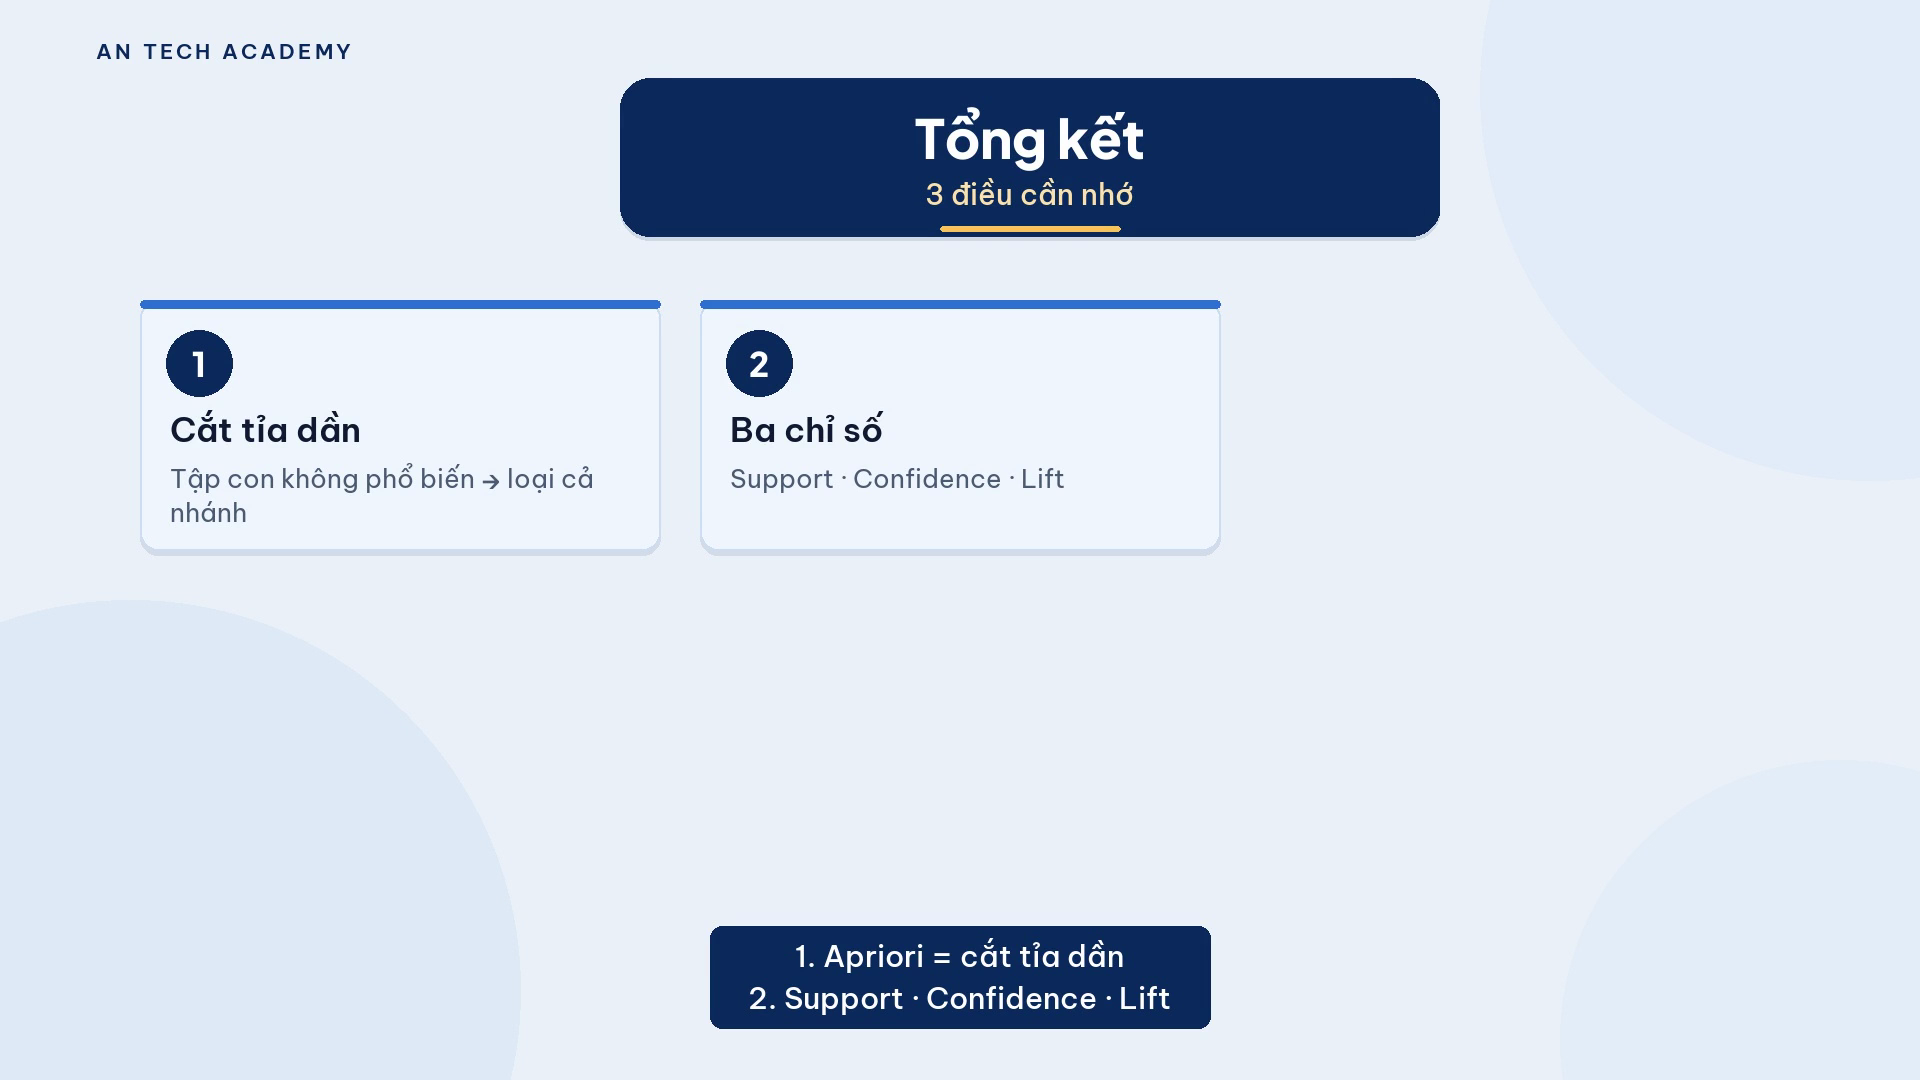 AN TECH ACADEMY
Tổng kết
3 điều cần nhớ
1
Cắt tỉa dần
Tập con không phổ biến → loại cả
nhánh
2
Ba chỉ số
Support · Confidence · Lift
1. Apriori = cắt tỉa dần
2. Support · Confidence · Lift